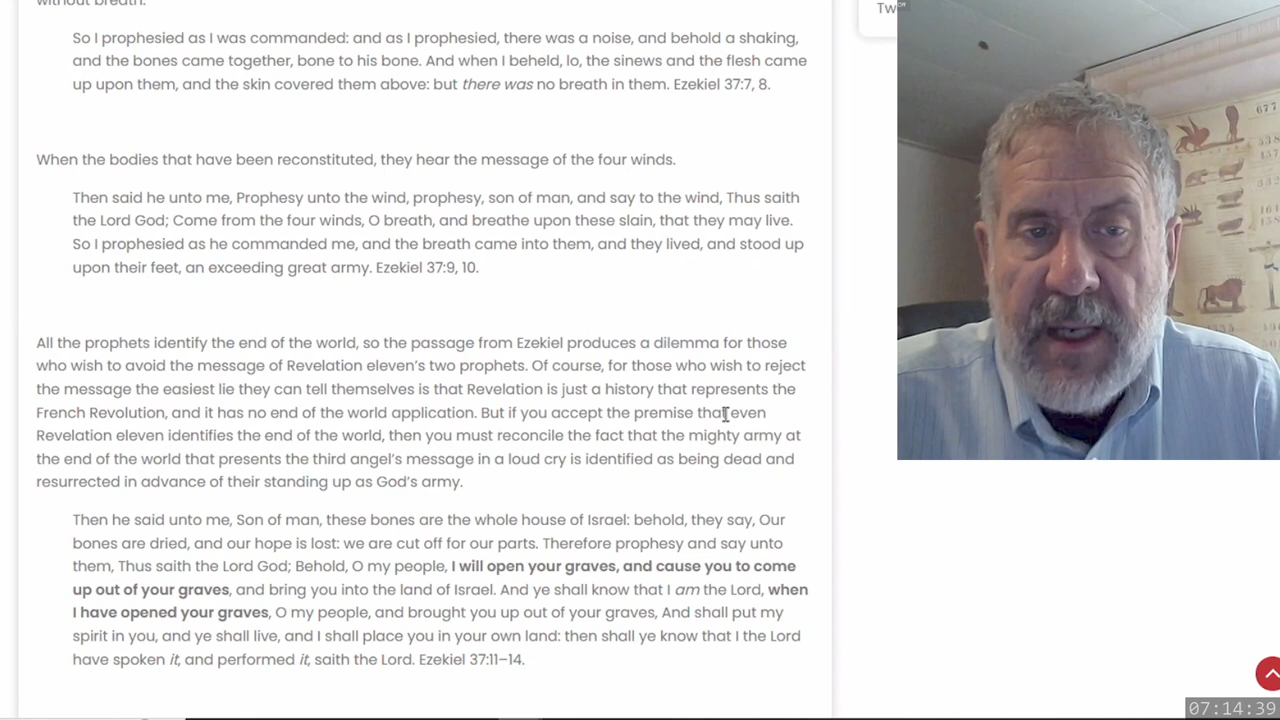 without breath.
Tw
So I prophesied as I was commanded: and as I prophesied, there was a noise, and behold a shaking,
and the bones came together, bone to his bone. And when I beheld, lo, the sinews and the flesh came
up upon them, and the skin covered them above: but there was no breath in them. Ezekiel 37:7, 8.
When the bodies that have been reconstituted, they hear the message of the four winds.
Then said he unto me, Prophesy unto the wind, prophesy, son of man, and say to the wind, Thus saith
the Lord God; Come from the four winds, O breath, and breathe upon these slain, that they may live.
So I prophesied as he commanded me, and the breath came into them, and they lived, and stood up
upon their feet, an exceeding great army. Ezekiel 37:9, 10.
All the prophets identify the end of the world, so the passage from Ezekiel produces a dilemma for those
who wish to avoid the message of Revelation eleven’s two prophets. Of course, for those who wish to reject
the message the easiest lie they can tell themselves is that Revelation is just a history that represents the
French Revolution, and it has no end of the world application. But if you accept the premise that even
Revelation eleven identifies the end of the world, then you must reconcile the fact that the mighty army at
the end of the world that presents the third angel’s message in a loud cry is identified as being dead and
resurrected in advance of their standing up as God’s army.
Then he said unto me, Son of man, these bones are the whole house of Israel: behold, they say, Our
bones are dried, and our hope is lost: we are cut off for our parts. Therefore prophesy and say unto
them, Thus saith the Lord God; Behold, O my people, I will open your graves, and cause you to come
up out of your graves, and bring you into the land of Israel. And ye shall know that I am the Lord, when
I have opened your graves, O my people, and brought you up out of your graves, And shall put my
spirit in you, and ye shall live, and I shall place you in your own land: then shall ye know that I the Lord
have spoken it, and performed it, saith the Lord. Ezekiel 37:11–14.
677
07:14:39